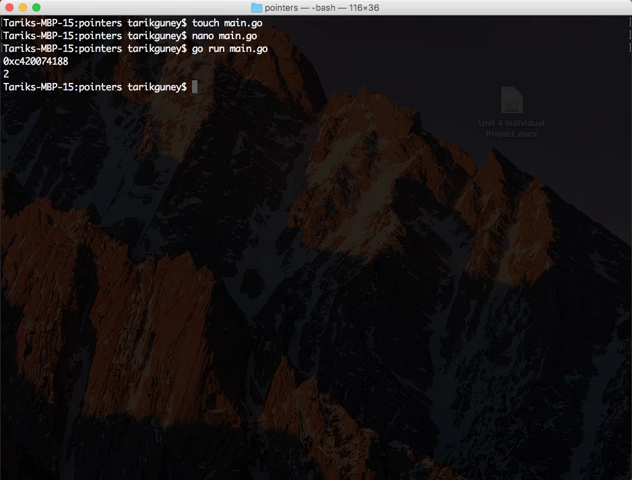 pointers — -bash — 116×36
Tariks-MBP-15:pointers tarikguney$ touch main.go
Tariks-MBP-15:pointers tarikguney$ nano main.go
Tariks-MBP-15:pointers tarikguney$ go run main.go
0xc420074188
2
Tariks-MBP-15:pointers tarikguney$
Unit 4 Individual
Project.docx